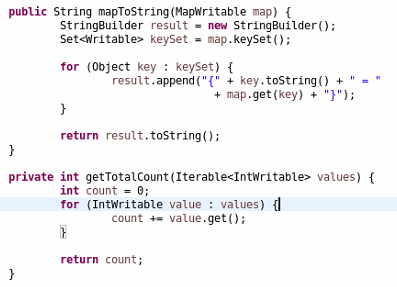 public String mapToString(MapWritable map) {
StringBuilder result = new StringBuilder();
Set<Writable> keySet = map.keySet();
for (Object key : keySet) {
result.append("{" + key.toString() + " = "
+ map.get(key) + "}");
}
return result.toString();
}
private int getTotalCount(Iterable<IntWritable> values) {
int count = 0;
for (IntWritable value : values) {
count += value.get();
}
return count;
}